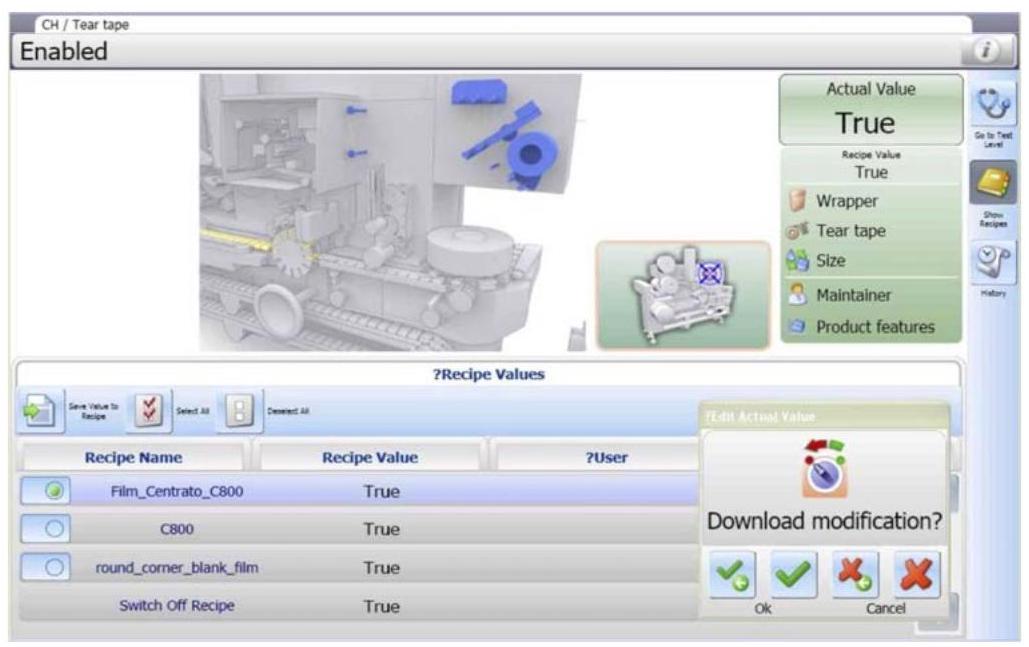 CH / Tear tape
Enabled
i
Actual Value
True
Recipe Value
True
Wrapper
Tear tape
Size
Maintainer
Product features
Go to Test
Level
Show
Recipes
History
?Recipe Values
Save Value to
Recipe
Select All
Deselect All
?Edit Actual Value
Recipe Name Recipe Value ?User
Film_Centrato_C800 True
C800 True
round_corner_blank_film True
Switch Off Recipe True
Download modification?
Ok Cancel